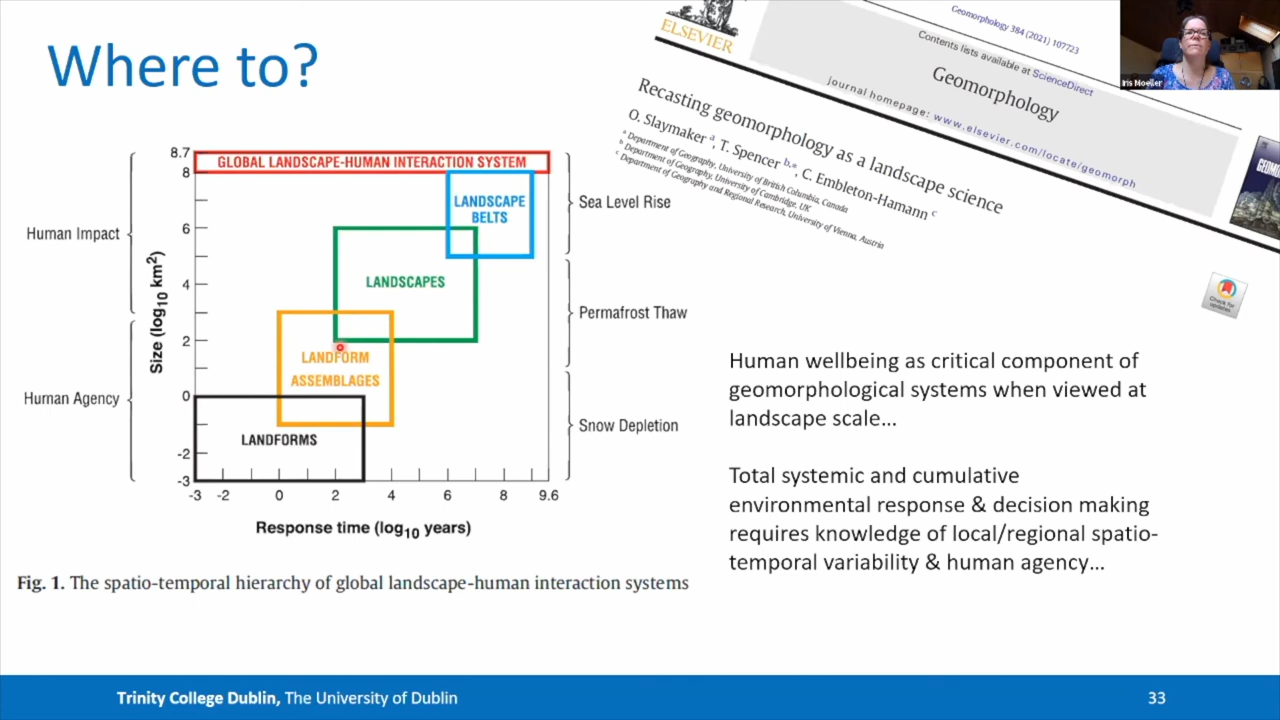 Where to?
ELSEVIER
Geomorphology 384 (2021) 107723
Contents lists available at ScienceDirect
Geomorphology
journal homepage: www.elsevier.com/locate/geomorph
Iris Moeller
Recasting geomorphology as a landscape science
O. Slaymaker a, T. Spencer b,*, C. Embleton-Hamann c
a Department of Geography, University of British Columbia, Canada
b Department of Geography, University of Cambridge, UK
c Department of Geography and Regional Research, University of Vienna, Austria
Check for updates
8.7
GLOBAL LANDSCAPE-HUMAN INTERACTION SYSTEM
8
LANDSCAPE
BELTS
Sea Level Rise
Human Impact
6
LANDSCAPES
4
Size (log10 km2)
Permafrost Thaw
2
LANDFORM
ASSEMBLAGES
0
Human Agency
LANDFORMS
Snow Depletion
-2
-3
-3 -2 0 2 4 6 8 9.6
Response time (log10 years)
Fig. 1. The spatio-temporal hierarchy of global landscape-human interaction systems
Human wellbeing as critical component of
geomorphological systems when viewed at
landscape scale...
Total systemic and cumulative
environmental response & decision making
requires knowledge of local/regional spatio-
temporal variability & human agency...
Trinity College Dublin, The University of Dublin
33